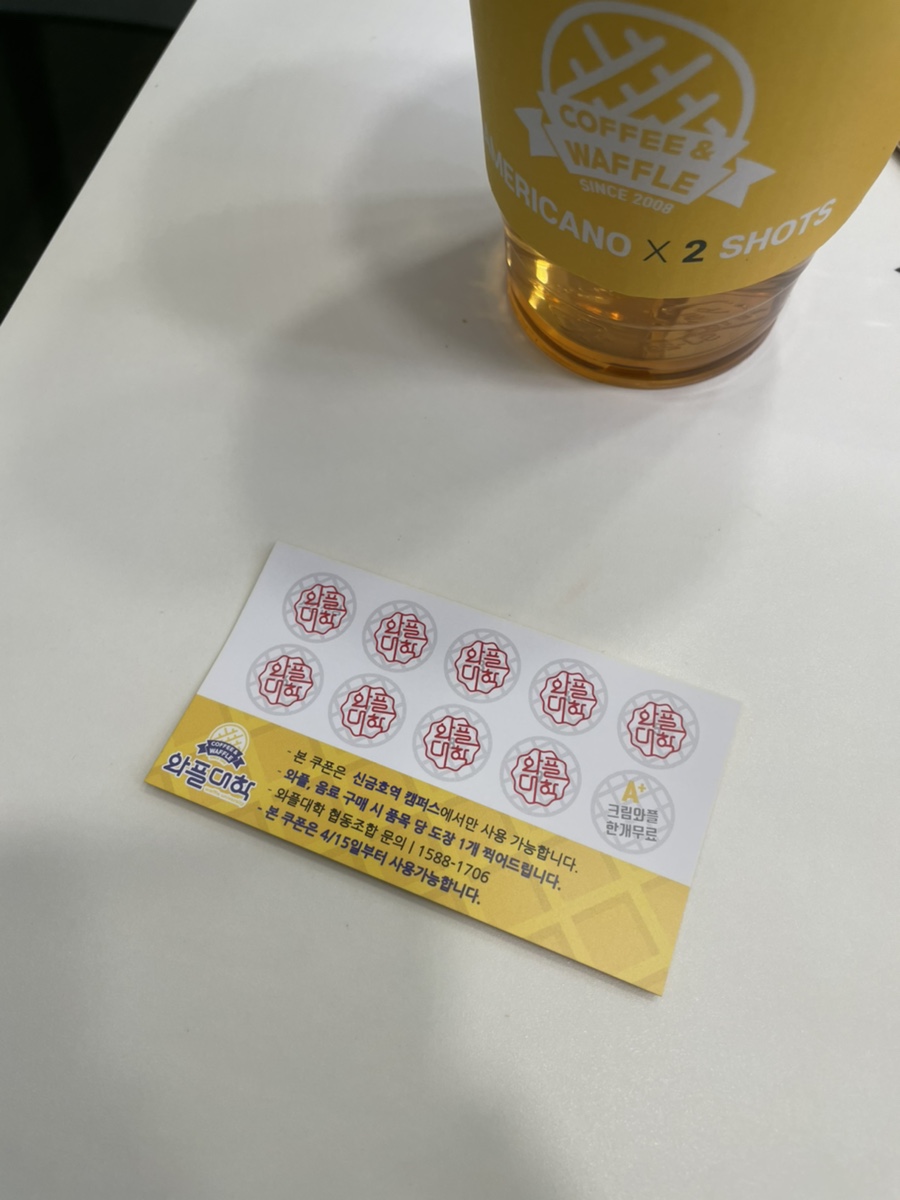 COFFEE &
WAFFLE
SINCE 2008
AMERICANO X 2 SHOTS
와플대학
와플대학
와플대학
와플대학
와플대학
와플대학
와플대학
와플대학
와플대학
A+
크림와플
한개무료
COFFEE &
WAFFLE
와플대학
- 본 쿠폰은 신금호역 캠퍼스에서만 사용 가능합니다.
- 와플, 음료 구매 시 품목 당 도장 1개 찍어드립니다.
- 와플대학 협동조합 문의 | 1588-1706
- 본 쿠폰은 4/15일부터 사용가능합니다.